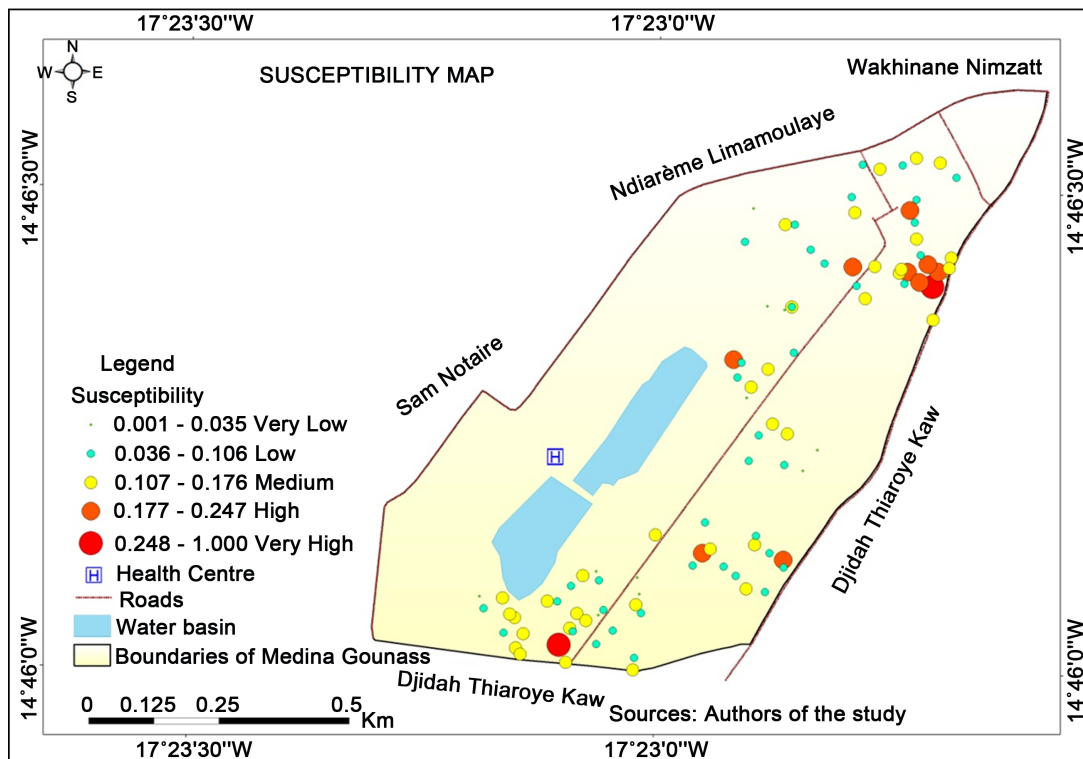 17°23'30"W
17°23'0"W
N
W
E
S
SUSCEPTIBILITY MAP
Wakhinane Nimzatt
Ndiarème Limamoulaye
14°46'30"W
14°46'30"W
Sam Notaire
Legend
Susceptibility
0.001 - 0.035 Very Low
0.036 - 0.106 Low
0.107 - 0.176 Medium
0.177 - 0.247 High
0.248 - 1.000 Very High
H Health Centre
Roads
Water basin
Boundaries of Medina Gounass
H
Djidah Thiaroye Kaw
Djidah Thiaroye Kaw
14°46'0"W
14°46'0"W
0 0.125 0.25 0.5
Km
Sources: Authors of the study
17°23'30"W
17°23'0"W